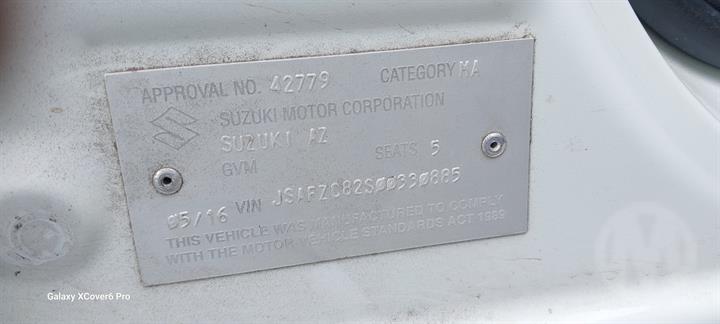 APPROVAL NO. 42779 CATEGORY MA
SUZUKI MOTOR CORPORATION
SUZUKI AZ
GVM SEATS 5
05/16 VIN JSAFZC82S00330885
THIS VEHICLE WAS MANUFACTURED TO COMPLY
WITH THE MOTOR VEHICLE STANDARDS ACT 1989
Galaxy XCover6 Pro